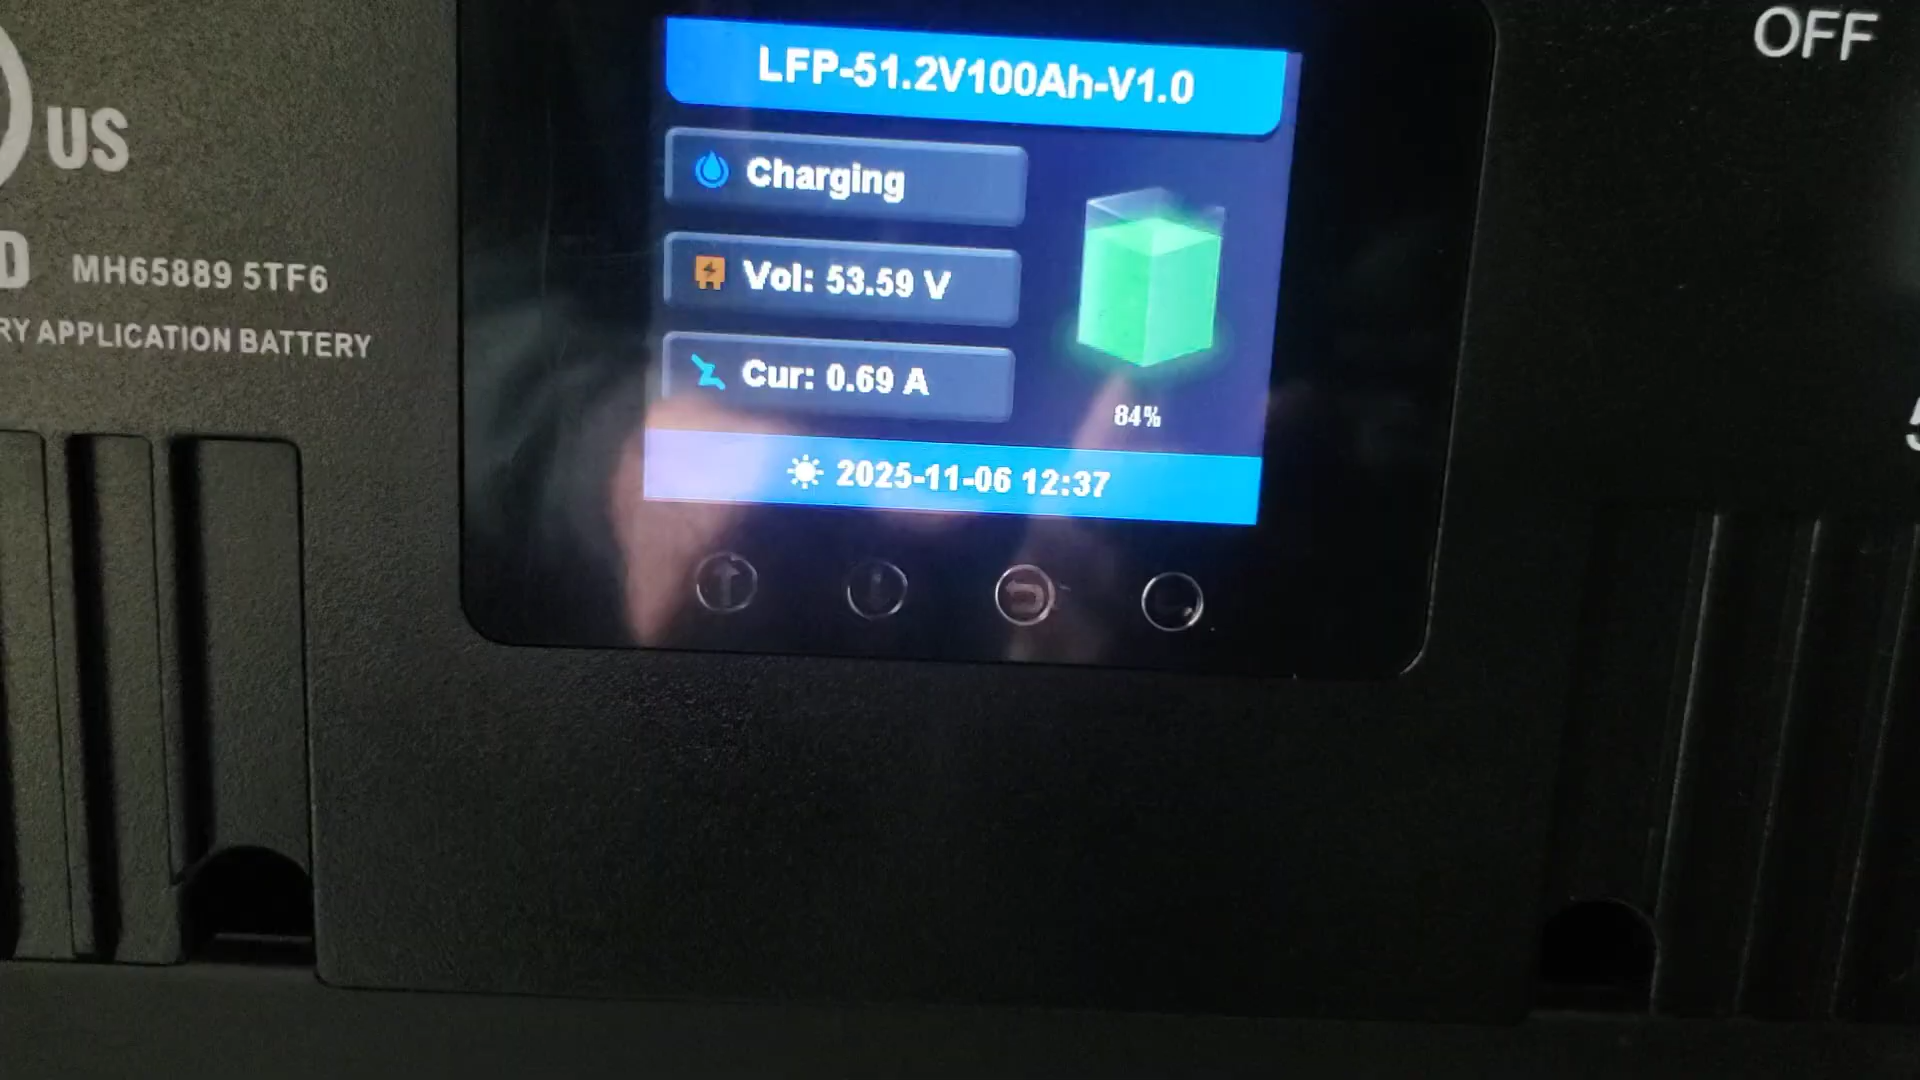 OFF
LFP-51.2V100Ah-V1.0
US
Charging
MH65889 5TF6
Vol: 53.59 V
APPLICATION BATTERY
Cur: 0.69 A
84%
2025-11-06 12:37